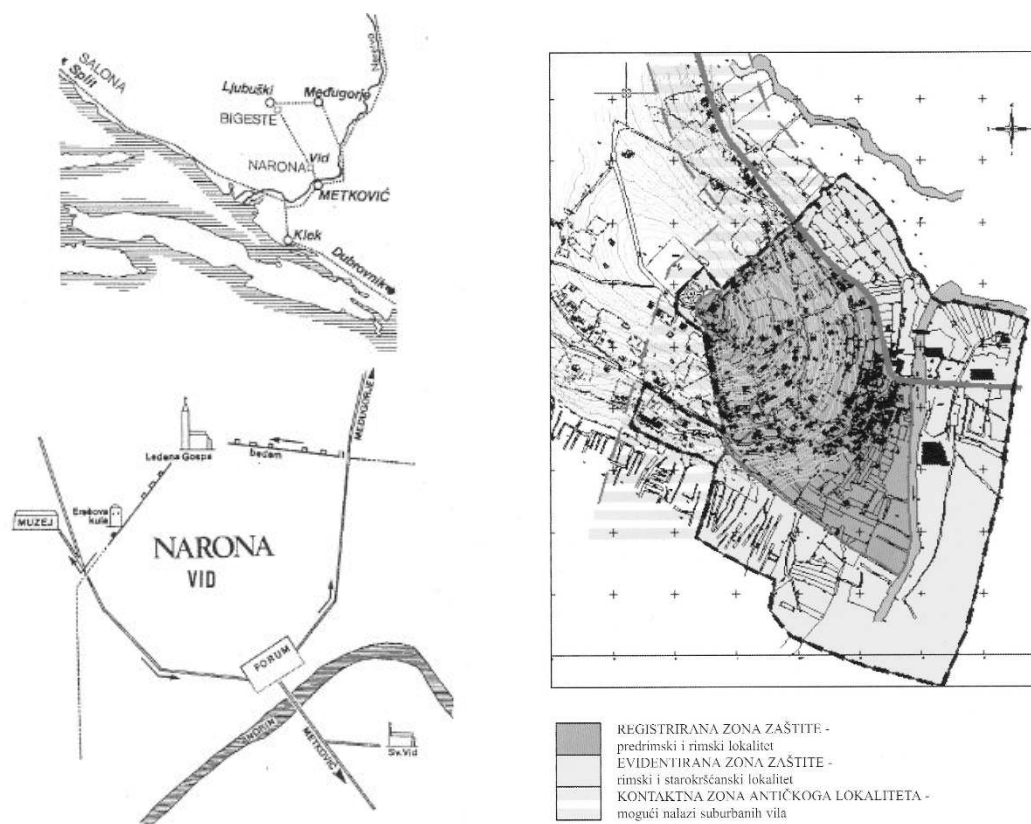 SALONA
Split
Neretva
Ljubuški
Međugorje
BIGESTE
Vid
NARONA
METKOVIĆ
Klek
Dubrovnik
MEĐUGORJE
Leđena Gospa
bedem
Erešova
kula
MUZEJ
NARONA
VID
FORUM
NORIN
METKOVIĆ
Sv. Vid
REGISTRIRANA ZONA ZAŠTITE -
predrimski i rimski lokalitet
EVIDENTIRANA ZONA ZAŠTITE -
rimski i starokršćanski lokalitet
KONTAKTNA ZONA ANTIČKOGA LOKALITETA -
mogući nalazi suburbanih vila